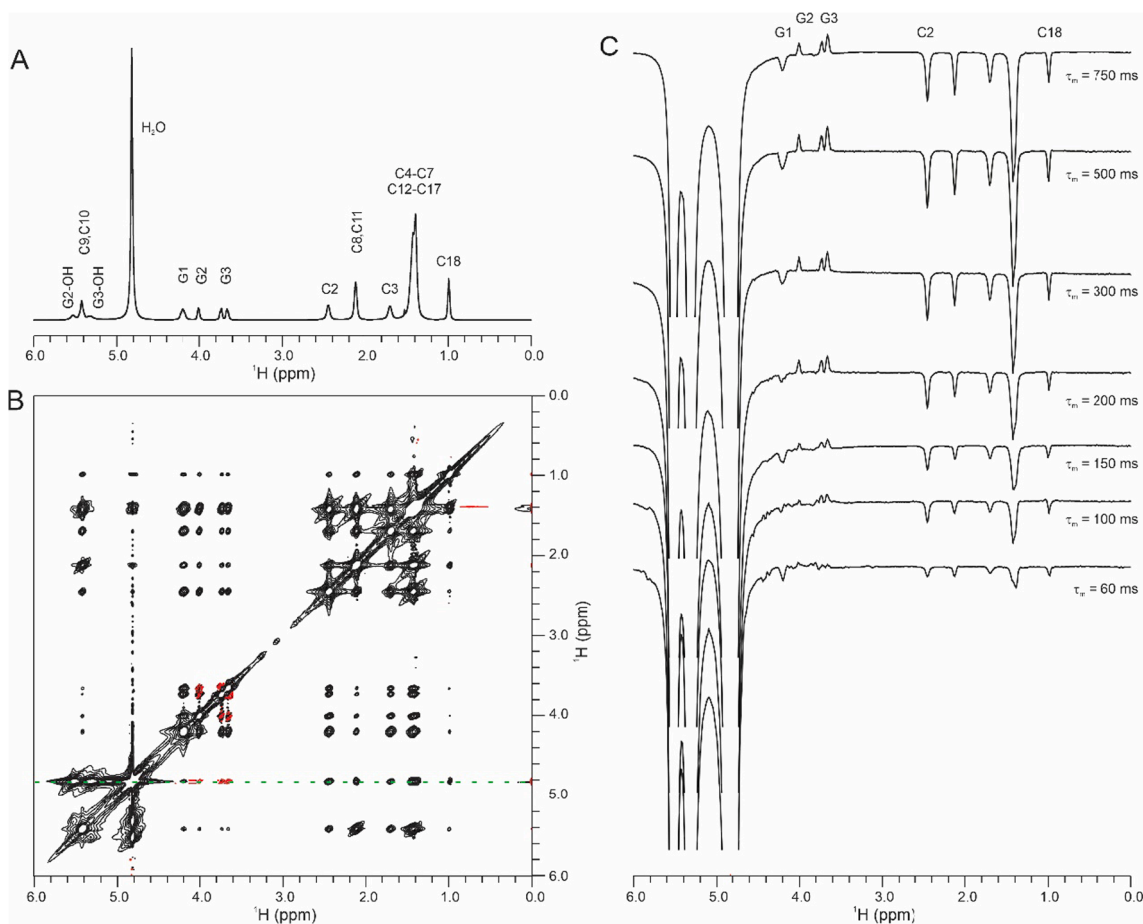 A
H₂O
G2-OH
C9,C10
G3-OH
G1
G2
G3
C2
C8,C11
C3
C4-C7
C12-C17
C18
6.0 5.0 4.0 3.0 2.0 1.0 0.0
¹H (ppm)
B
0.0
1.0
2.0
3.0
4.0
5.0
6.0
¹H (ppm)
6.0 5.0 4.0 3.0 2.0 1.0 0.0
¹H (ppm)
C
G1 G2 G3 C2 C18
τm = 750 ms
τm = 500 ms
τm = 300 ms
τm = 200 ms
τm = 150 ms
τm = 100 ms
τm = 60 ms
6.0 5.0 4.0 3.0 2.0 1.0 0.0
¹H (ppm)